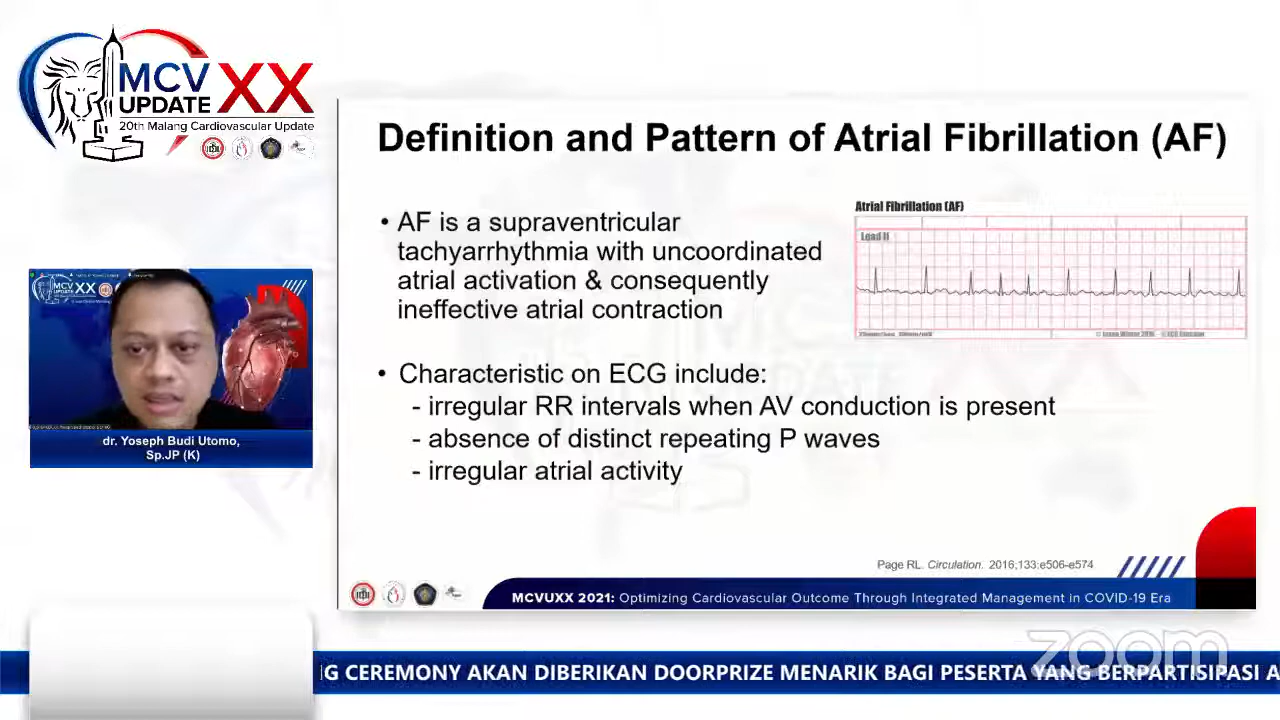 MCV XX
UPDATE
20th Malang Cardiovascular Update
Definition and Pattern of Atrial Fibrillation (AF)
• AF is a supraventricular
tachyarrhythmia with uncoordinated
atrial activation & consequently
ineffective atrial contraction
Atrial Fibrillation (AF)
Lead II
• Characteristic on ECG include:
- irregular RR intervals when AV conduction is present
- absence of distinct repeating P waves
- irregular atrial activity
dr. Yoseph Budi Utomo,
Sp.JP (K)
Page RL. Circulation. 2016;133:e506-e574
MCVUXX 2021: Optimizing Cardiovascular Outcome Through Integrated Management in COVID-19 Era
zoom
G CEREMONY AKAN DIBERIKAN DOORPRIZE MENARIK BAGI PESERTA YANG BERPARTISIPASI A